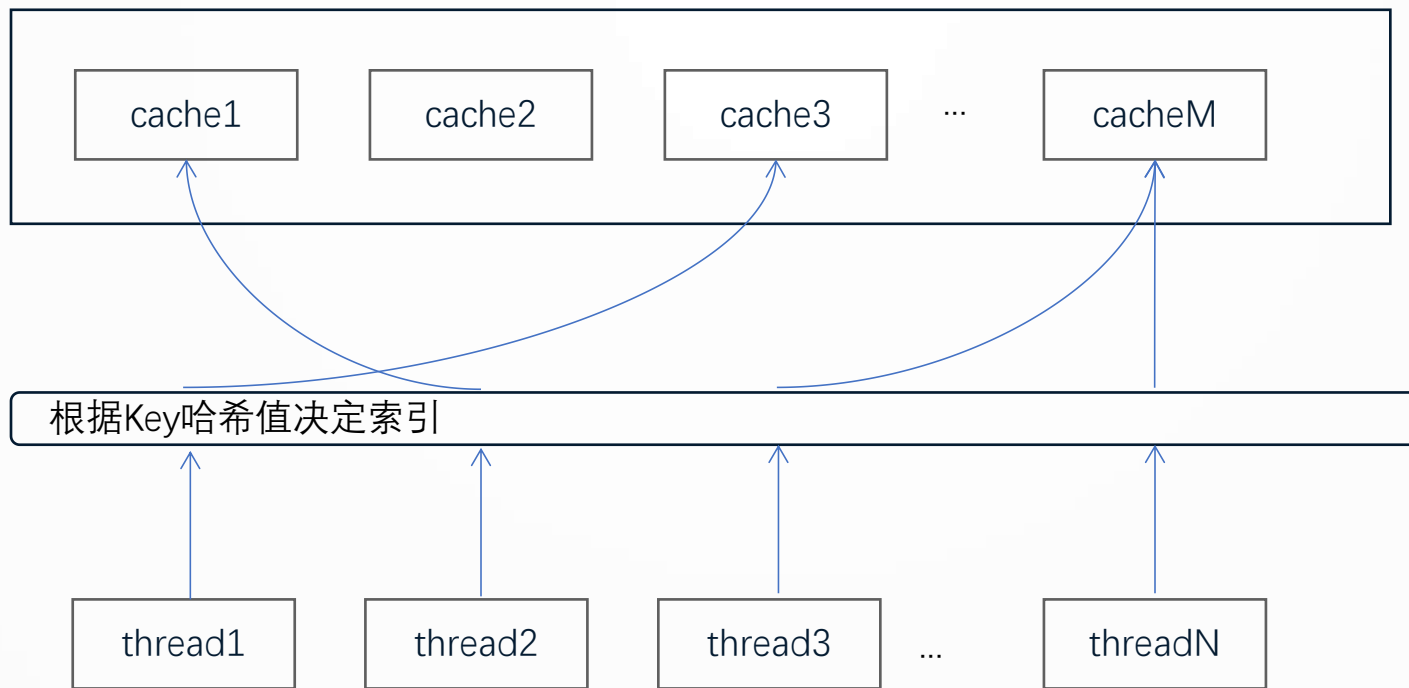 cache1
cache2
cache3
...
cacheM
根据Key哈希值决定索引
thread1
thread2
thread3
...
threadN